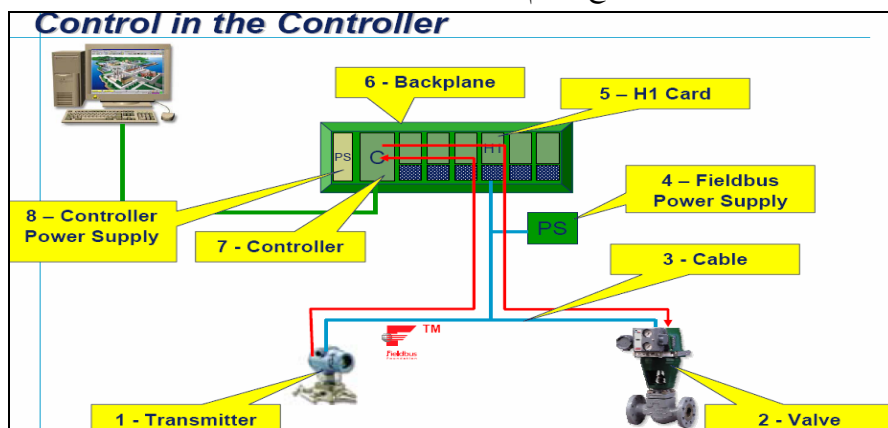 Control in the Controller
6 - Backplane
5 – H1 Card
PS
C
H1
4 – Fieldbus
Power Supply
8 – Controller
Power Supply
PS
7 - Controller
3 - Cable
TM
Fieldbus
1 - Transmitter
2 - Valve